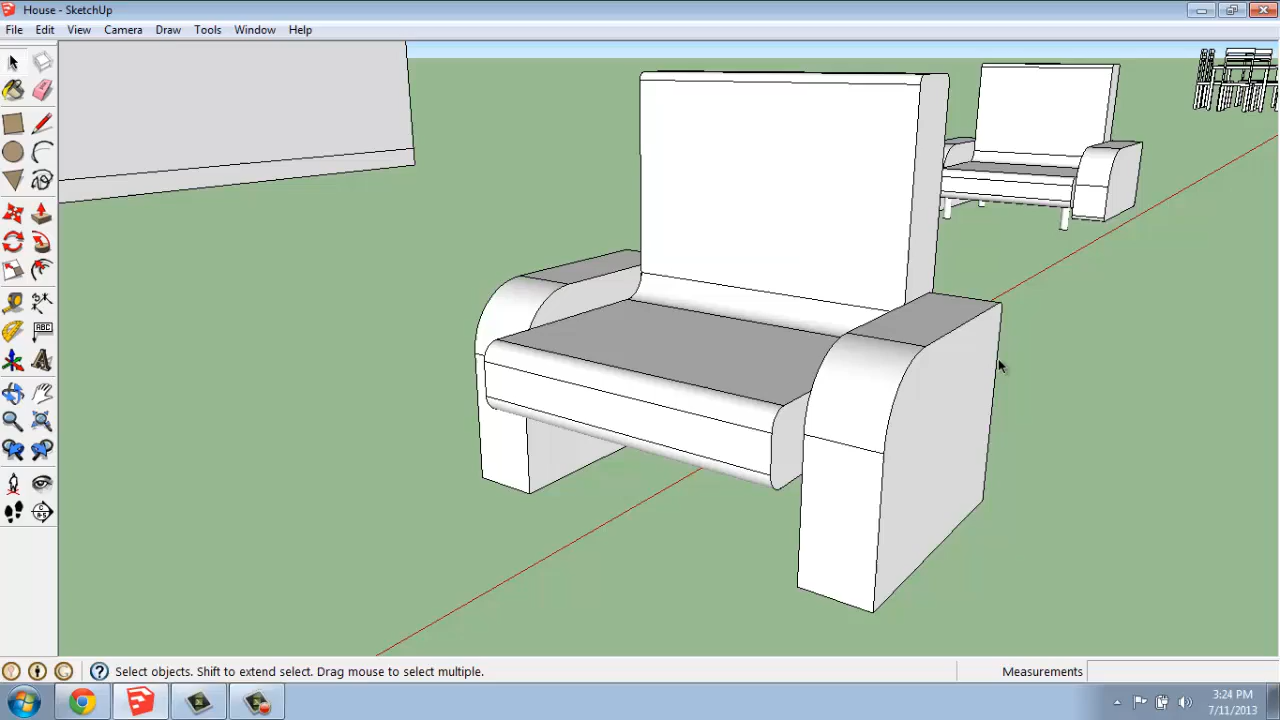 House - SketchUp
File Edit View Camera Draw Tools Window Help
ABC
Select objects. Shift to extend select. Drag mouse to select multiple.
Measurements
3:24 PM
7/11/2013